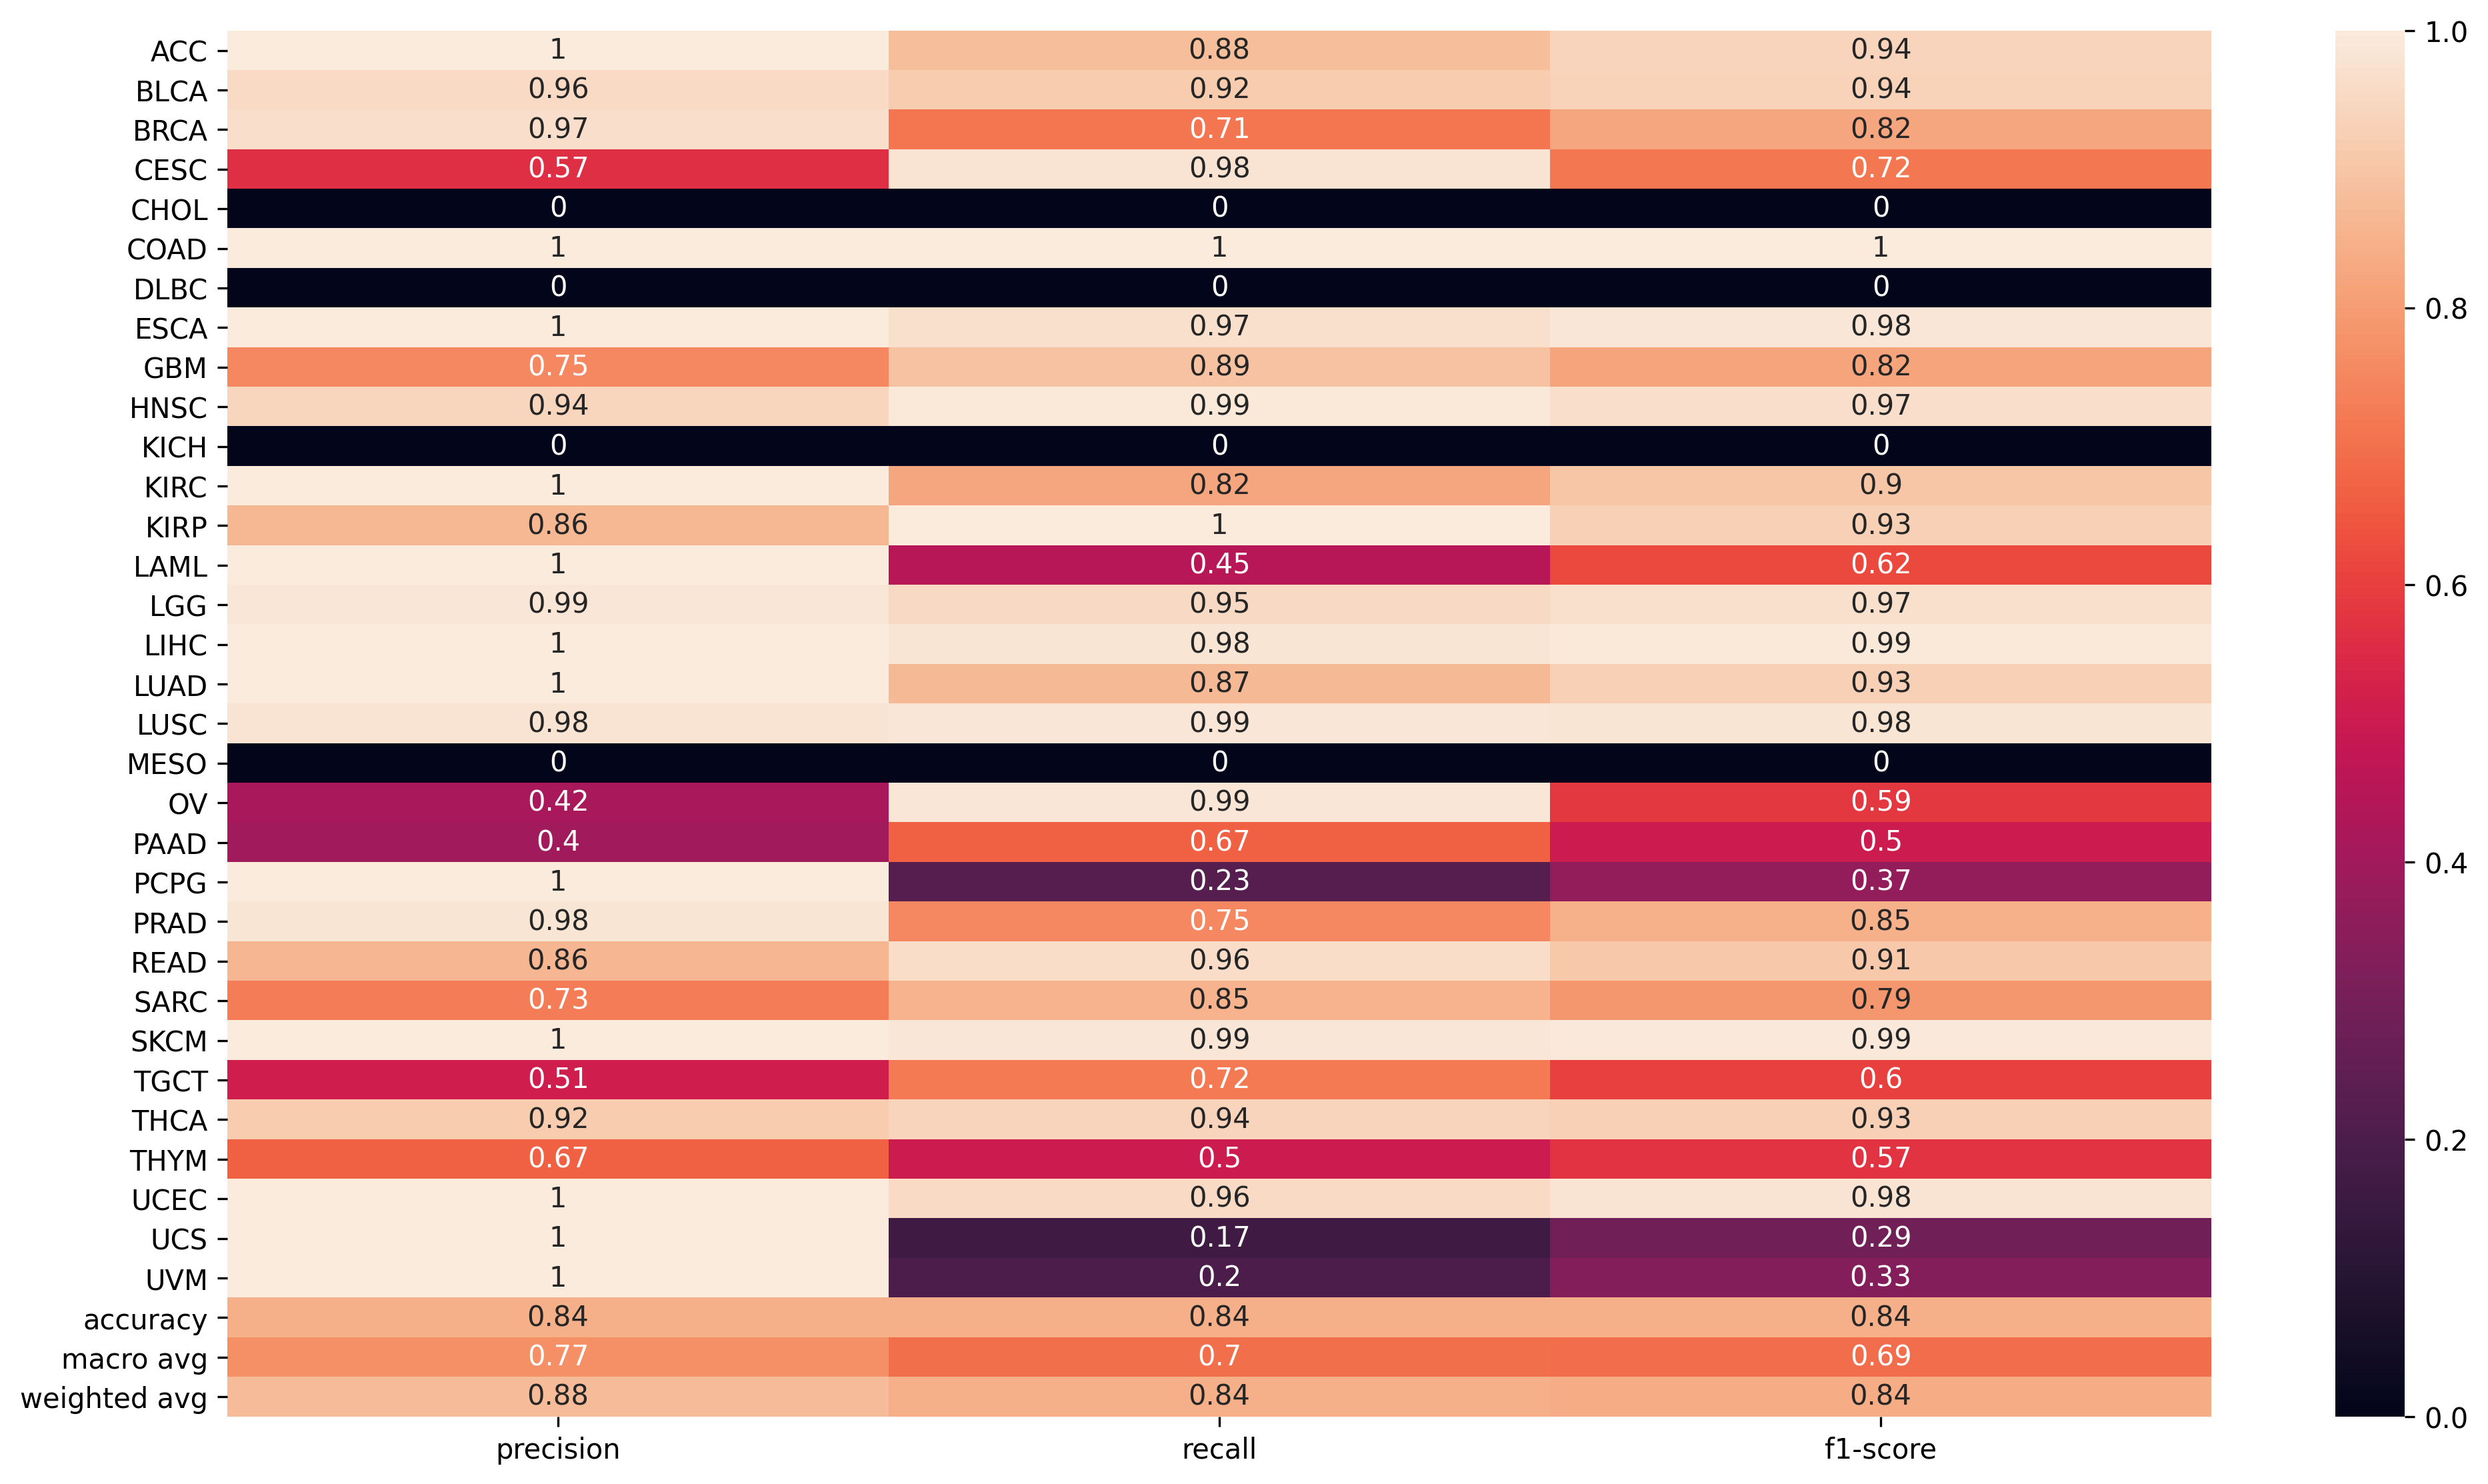 ACC 1 0.88 0.94 1.0
BLCA 0.96 0.92 0.94
BRCA 0.97 0.71 0.82
CESC 0.57 0.98 0.72
CHOL 0 0 0
COAD 1 1 1
DLBC 0 0 0 0.8
ESCA 1 0.97 0.98
GBM 0.75 0.89 0.82
HNSC 0.94 0.99 0.97
KICH 0 0 0
KIRC 1 0.82 0.9
KIRP 0.86 1 0.93
LAML 1 0.45 0.62 0.6
LGG 0.99 0.95 0.97
LIHC 1 0.98 0.99
LUAD 1 0.87 0.93
LUSC 0.98 0.99 0.98
MESO 0 0 0
OV 0.42 0.99 0.59
PAAD 0.4 0.67 0.5 0.4
PCPG 1 0.23 0.37
PRAD 0.98 0.75 0.85
READ 0.86 0.96 0.91
SARC 0.73 0.85 0.79
SKCM 1 0.99 0.99
TGCT 0.51 0.72 0.6
THCA 0.92 0.94 0.93 0.2
THYM 0.67 0.5 0.57
UCEC 1 0.96 0.98
UCS 1 0.17 0.29
UVM 1 0.2 0.33
accuracy 0.84 0.84 0.84
macro avg 0.77 0.7 0.69
weighted avg 0.88 0.84 0.84 0.0
precision recall f1-score